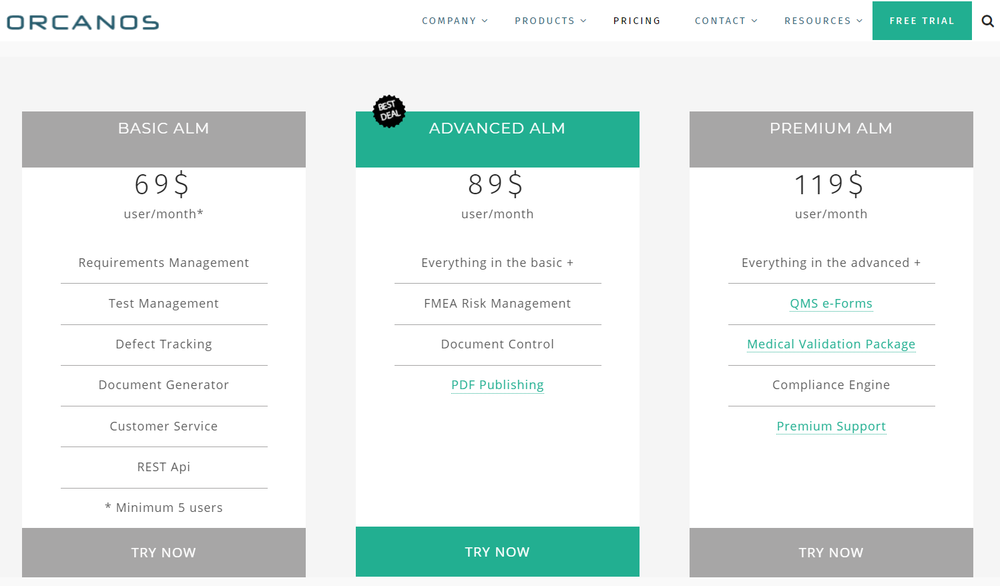 ORCANOS
COMPANY PRODUCTS PRICING CONTACT RESOURCES FREE TRIAL
BASIC ALM
69$
user/month*
Requirements Management
Test Management
Defect Tracking
Document Generator
Customer Service
REST Api
* Minimum 5 users
TRY NOW
BEST
DEAL
ADVANCED ALM
89$
user/month
Everything in the basic +
FMEA Risk Management
Document Control
PDF Publishing
TRY NOW
PREMIUM ALM
119$
user/month
Everything in the advanced +
QMS e-Forms
Medical Validation Package
Compliance Engine
Premium Support
TRY NOW